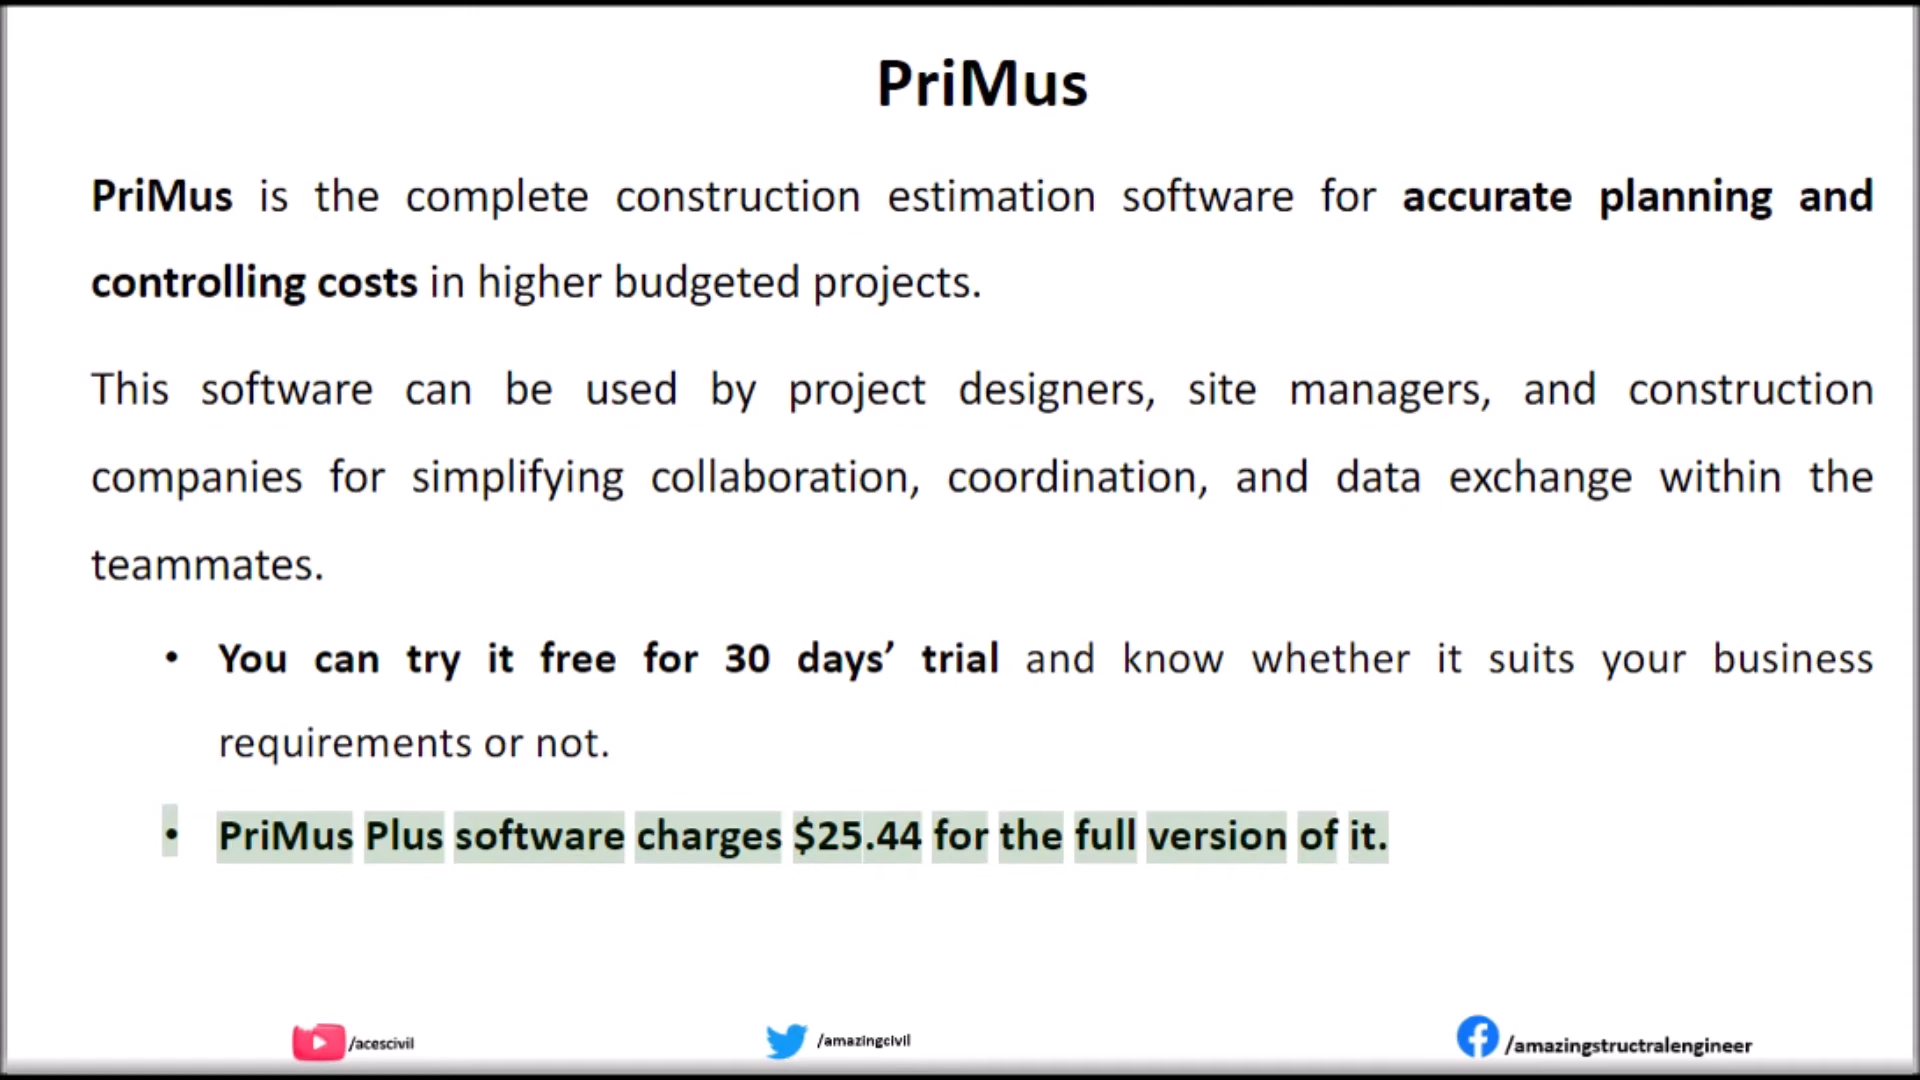 PriMus
PriMus is the complete construction estimation software for accurate planning and
controlling costs in higher budgeted projects.
This software can be used by project designers, site managers, and construction
companies for simplifying collaboration, coordination, and data exchange within the
teammates.
• You can try it free for 30 days’ trial and know whether it suits your business
requirements or not.
• PriMus Plus software charges $25.44 for the full version of it.
/acescivil
/amazingcivil
/amazingstructralengineer